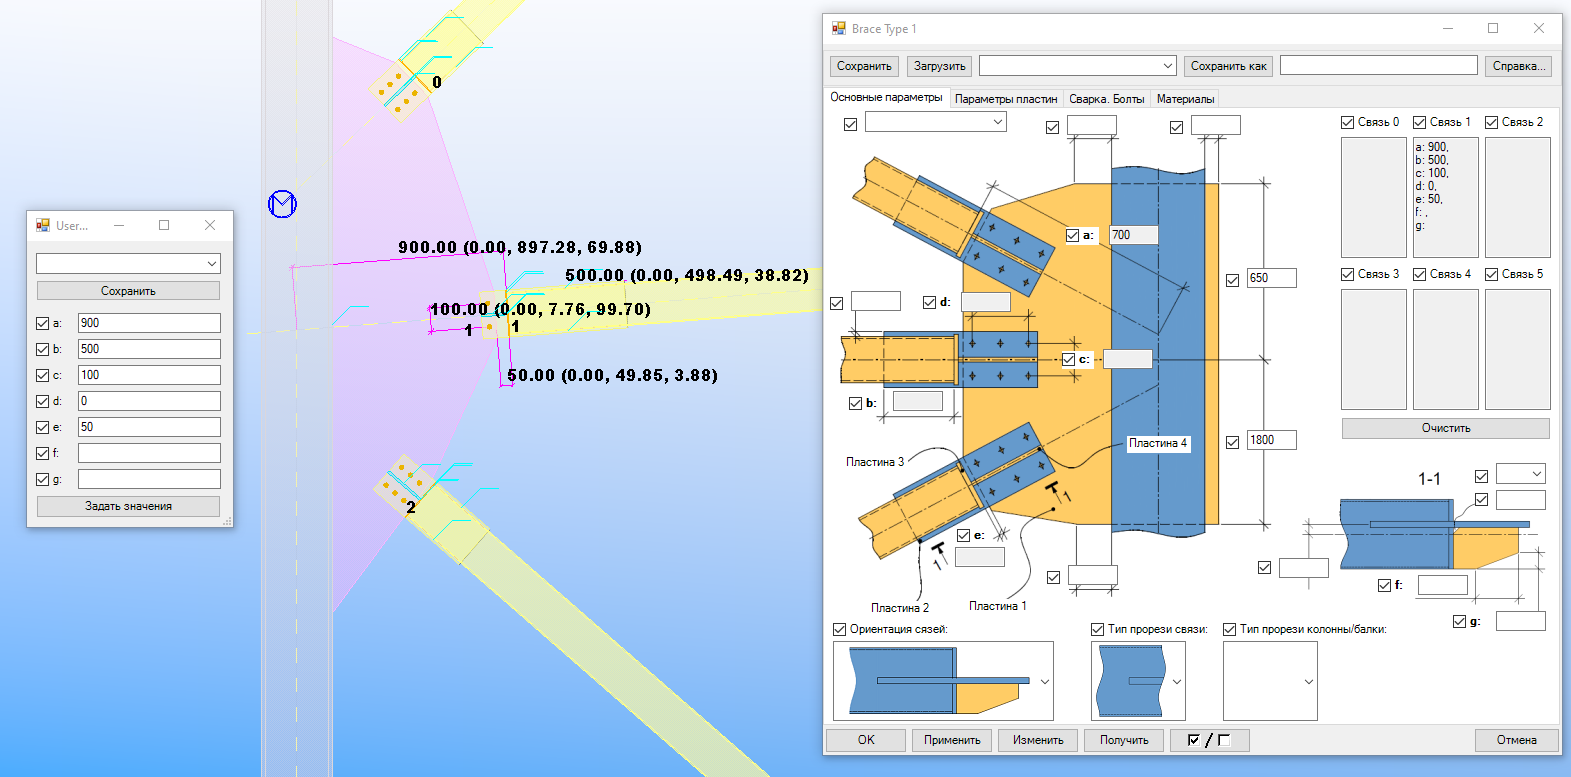 0
900.00 (0.00, 897.28, 69.88)
500.00 (0.00, 498.49, 38.82)
100.00 (0.00, 7.76, 99.70)
1
1
50.00 (0.00, 49.85, 3.88)
2
User...
Сохранить
a: 900
b: 500
c: 100
d: 0
e: 50
f:
g:
Задать значения
Brace Type 1
Сохранить Загрузить Сохранить как Справка...
Основные параметры Параметры пластин Сварка. Болты Материалы
a: 700
650
d:
c:
b:
1800
Пластина 4
Пластина 3
1
e:
1
Пластина 2
Пластина 1
Связь 0 Связь 1 Связь 2
a: 900,
b: 500,
c: 100,
d: 0,
e: 50,
f: ,
g:
Связь 3 Связь 4 Связь 5
Очистить
1-1
f:
g:
Ориентация сязей: Тип прорези связи: Тип прорези колонны/балки:
OK Применить Изменить Получить / Отмена